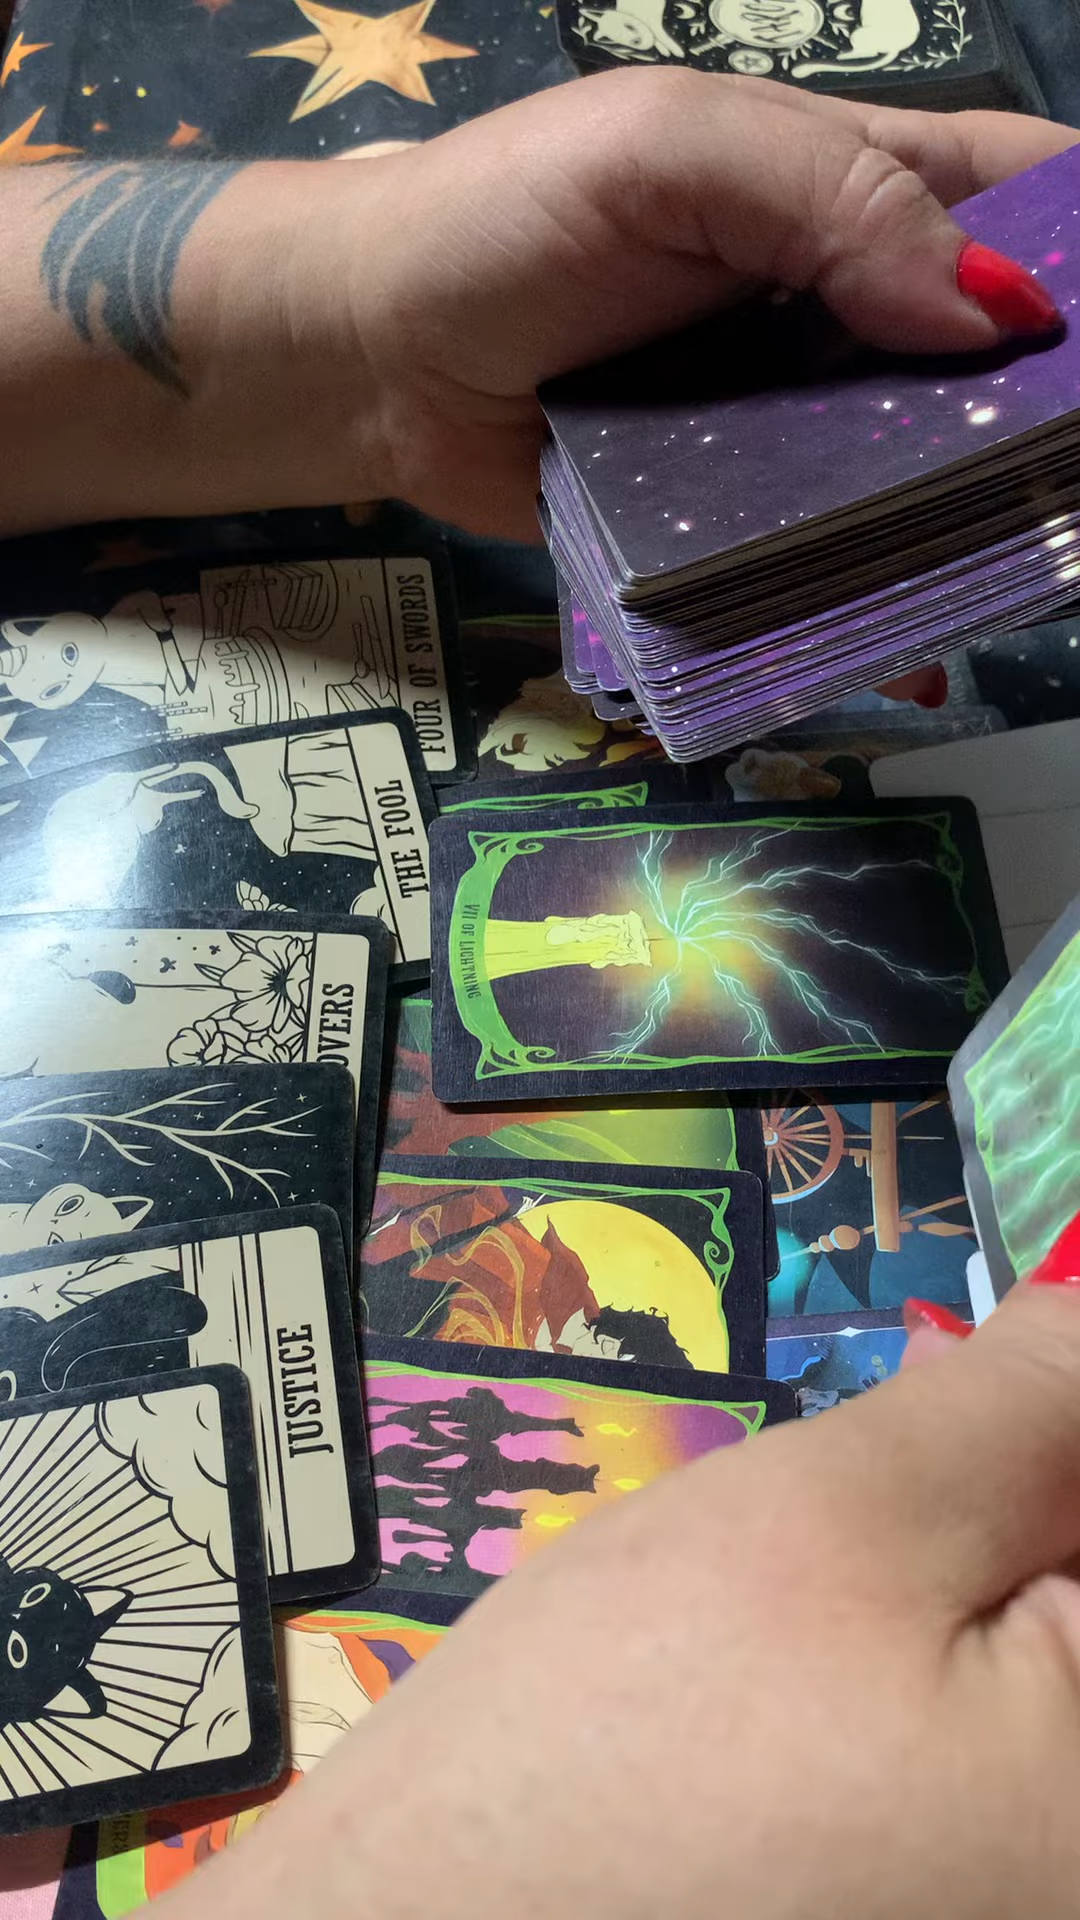 FOUR OF SWORDS
THE FOOL
OVERS
VII OF LIGHTNING
JUSTICE